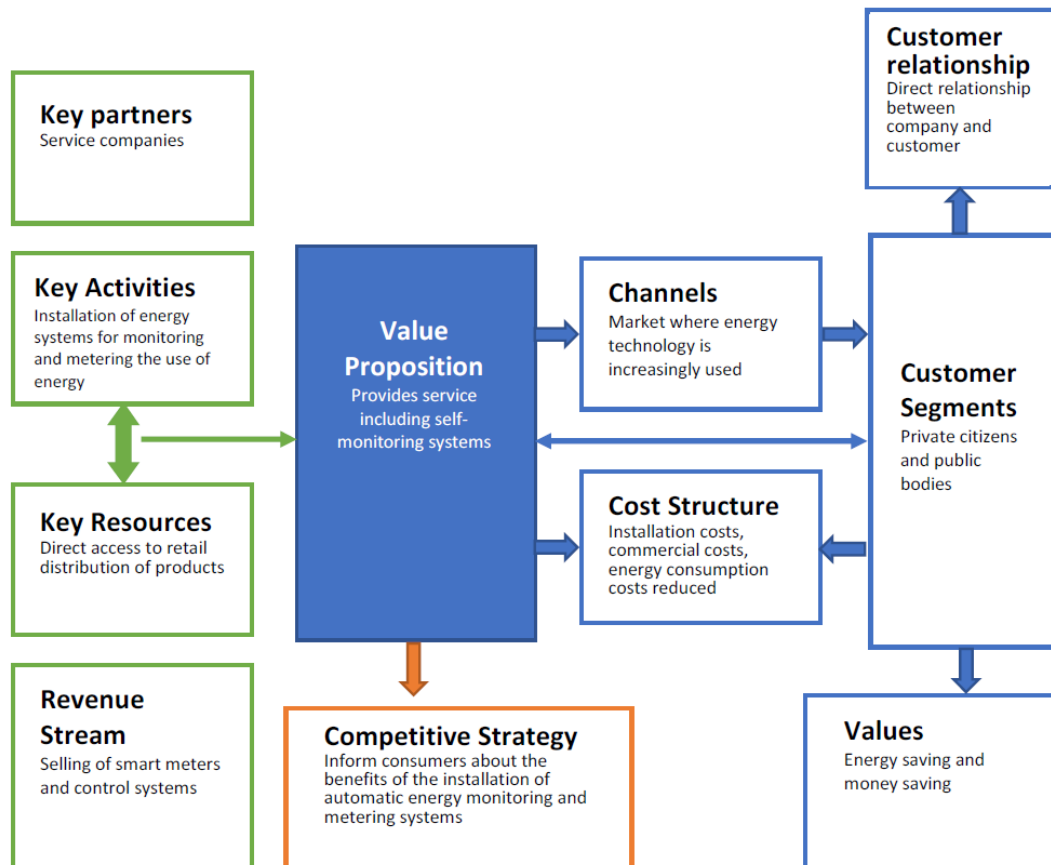 Key partners
Service companies
Key Activities
Installation of energy
systems for monitoring
and metering the use of
energy
Key Resources
Direct access to retail
distribution of products
Revenue
Stream
Selling of smart meters
and control systems
Value
Proposition
Provides service
including self-
monitoring systems
Competitive Strategy
Inform consumers about the
benefits of the installation of
automatic energy monitoring and
metering systems
Channels
Market where energy
technology is
increasingly used
Cost Structure
Installation costs,
commercial costs,
energy consumption
costs reduced
Customer
relationship
Direct relationship
between
company and
customer
Customer
Segments
Private citizens
and public
bodies
Values
Energy saving and
money saving